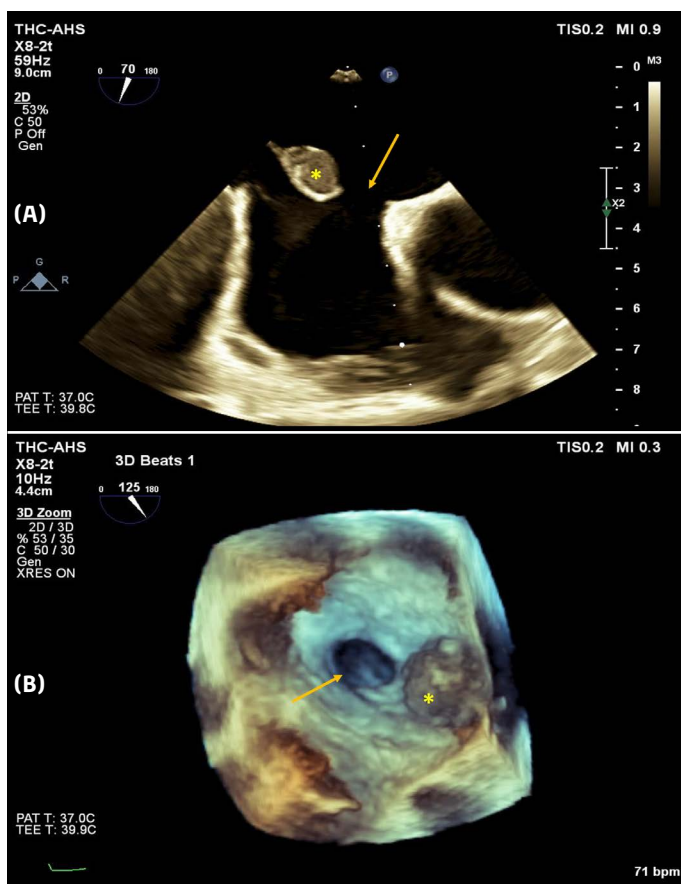 THC-AHS
X8-2t
59Hz
9.0cm
0 70 180
2D
53%
C 50
P Off
Gen
P
TIS0.2 MI 0.9
M3
0
1
2
3
X2
4
5
6
7
8
(A)
*
G
P R
PAT T: 37.0C
TEE T: 39.8C
THC-AHS
X8-2t
10Hz
4.4cm
3D Beats 1
0 125 180
3D Zoom
2D / 3D
% 53 / 35
C 50 / 30
Gen
XRES ON
TIS0.2 MI 0.3
(B)
*
PAT T: 37.0C
TEE T: 39.9C
71 bpm